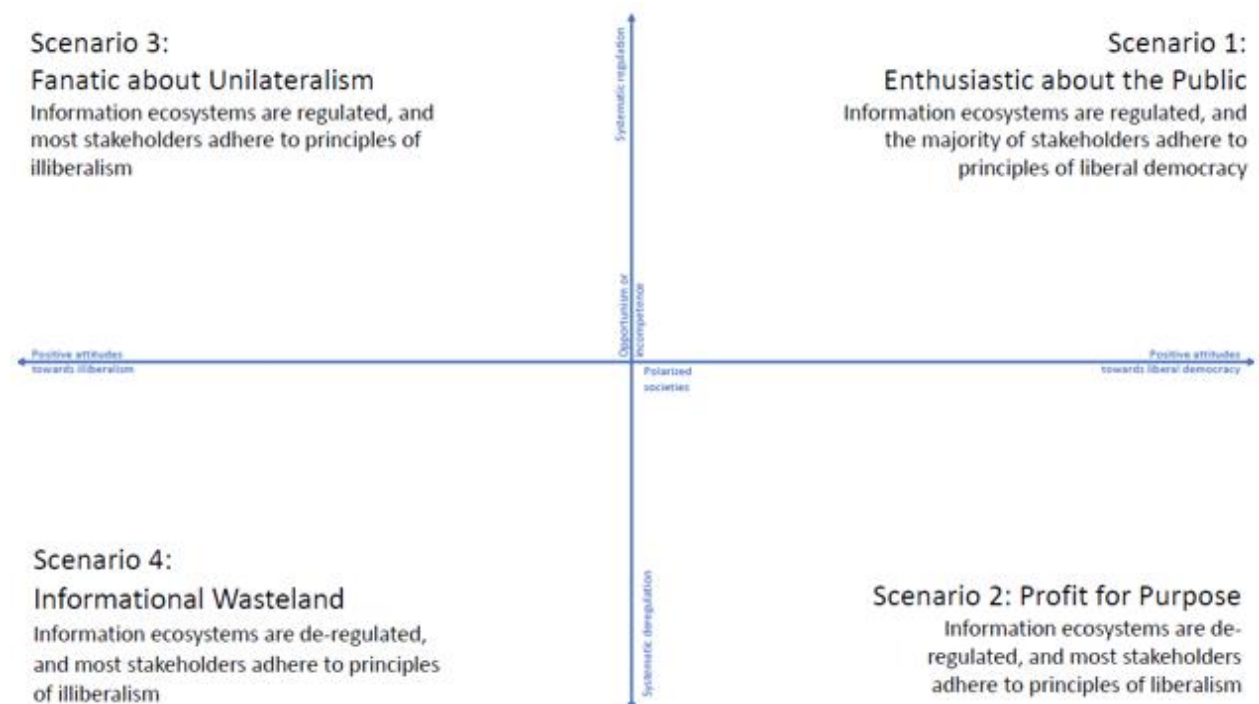 Scenario 3:
Fanatic about Unilateralism
Information ecosystems are regulated, and
most stakeholders adhere to principles of
illiberalism
Systematic regulation
Scenario 1:
Enthusiastic about the Public
Information ecosystems are regulated, and
the majority of stakeholders adhere to
principles of liberal democracy
Opportunism or
incompetence
Positive attitudes
towards illiberalism
Polarized
societies
Positive attitudes
towards liberal democracy
Scenario 4:
Informational Wasteland
Information ecosystems are de-regulated,
and most stakeholders adhere to principles
of illiberalism
Systematic deregulation
Scenario 2: Profit for Purpose
Information ecosystems are de-
regulated, and most stakeholders
adhere to principles of liberalism